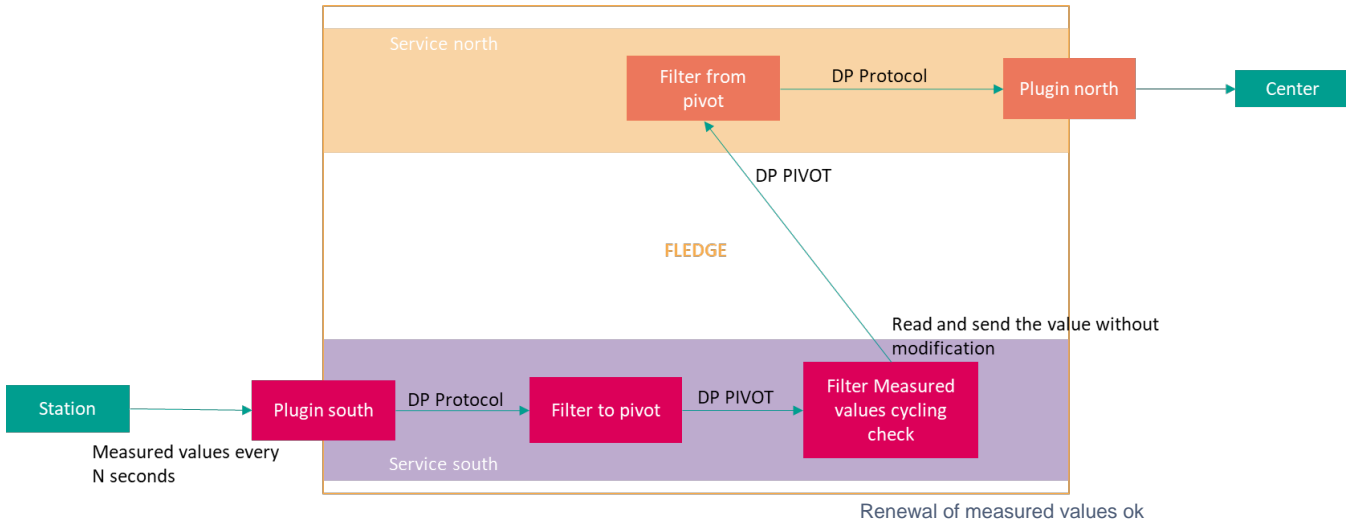 Service north
Filter from
pivot
DP Protocol
Plugin north
Center
DP PIVOT
FLEDGE
Read and send the value without
modification
Station
Plugin south
DP Protocol
Filter to pivot
DP PIVOT
Filter Measured
values cycling
check
Measured values every
N seconds
Service south
Renewal of measured values ok